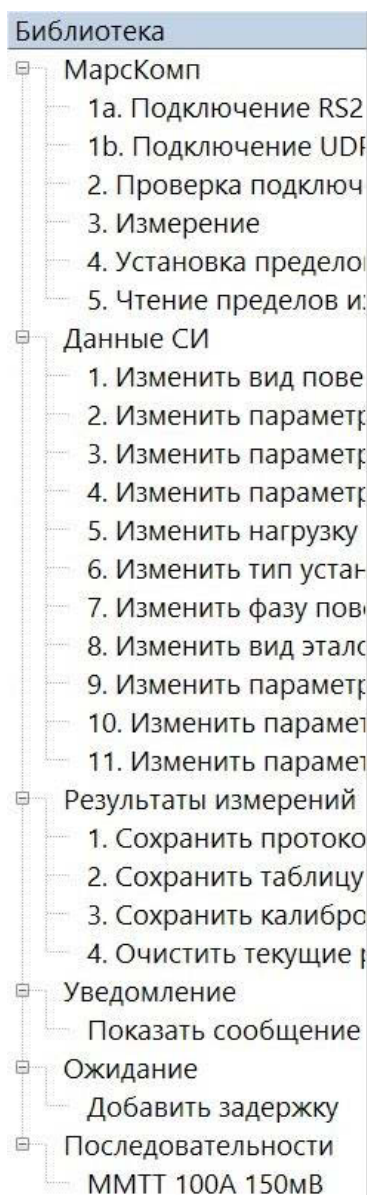 Библиотека
МарсКомп
1a. Подключение RS2
1b. Подключение UDP
2. Проверка подключ
3. Измерение
4. Установка пределов
5. Чтение пределов из
Данные СИ
1. Изменить вид пове
2. Изменить параметр
3. Изменить параметр
4. Изменить параметр
5. Изменить нагрузку
6. Изменить тип устан
7. Изменить фазу пове
8. Изменить вид этало
9. Изменить параметр
10. Изменить парамет
11. Изменить парамет
Результаты измерений
1. Сохранить протоко
2. Сохранить таблицу
3. Сохранить калибро
4. Очистить текущие р
Уведомление
Показать сообщение
Ожидание
Добавить задержку
Последовательности
ММТТ 100А 150мВ